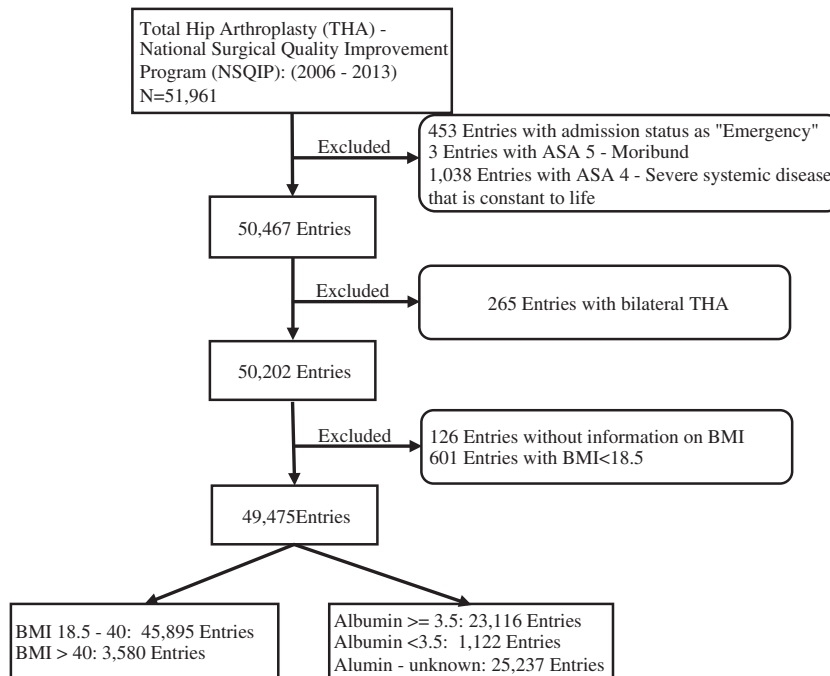 Total Hip Arthroplasty (THA) -
National Surgical Quality Improvement
Program (NSQIP): (2006 - 2013)
N=51,961
Excluded
453 Entries with admission status as "Emergency"
3 Entries with ASA 5 - Moribund
1,038 Entries with ASA 4 - Severe systemic disease
that is constant to life
50,467 Entries
Excluded
265 Entries with bilateral THA
50,202 Entries
Excluded
126 Entries without information on BMI
601 Entries with BMI<18.5
49,475Entries
BMI 18.5 - 40: 45,895 Entries
BMI > 40: 3,580 Entries
Albumin >= 3.5: 23,116 Entries
Albumin <3.5: 1,122 Entries
Alumin - unknown: 25,237 Entries